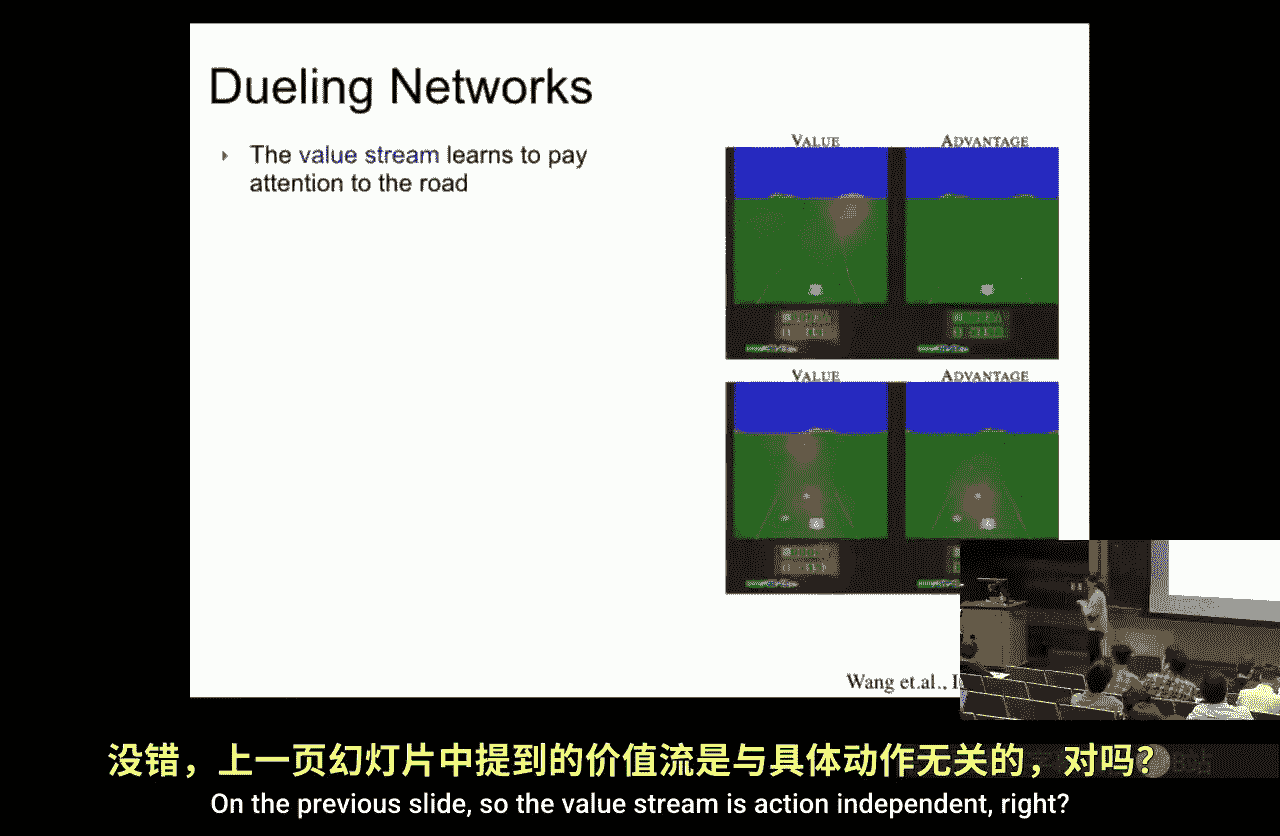 Dueling Networks
The value stream learns to pay
attention to the road
VALUE
ADVANTAGE
VALUE
ADVANTAGE
Wang et.al.,
没错，上一页幻灯片中提到的价值流是与具体动作无关的，对吗？
On the previous slide, so the value stream is action independent, right?